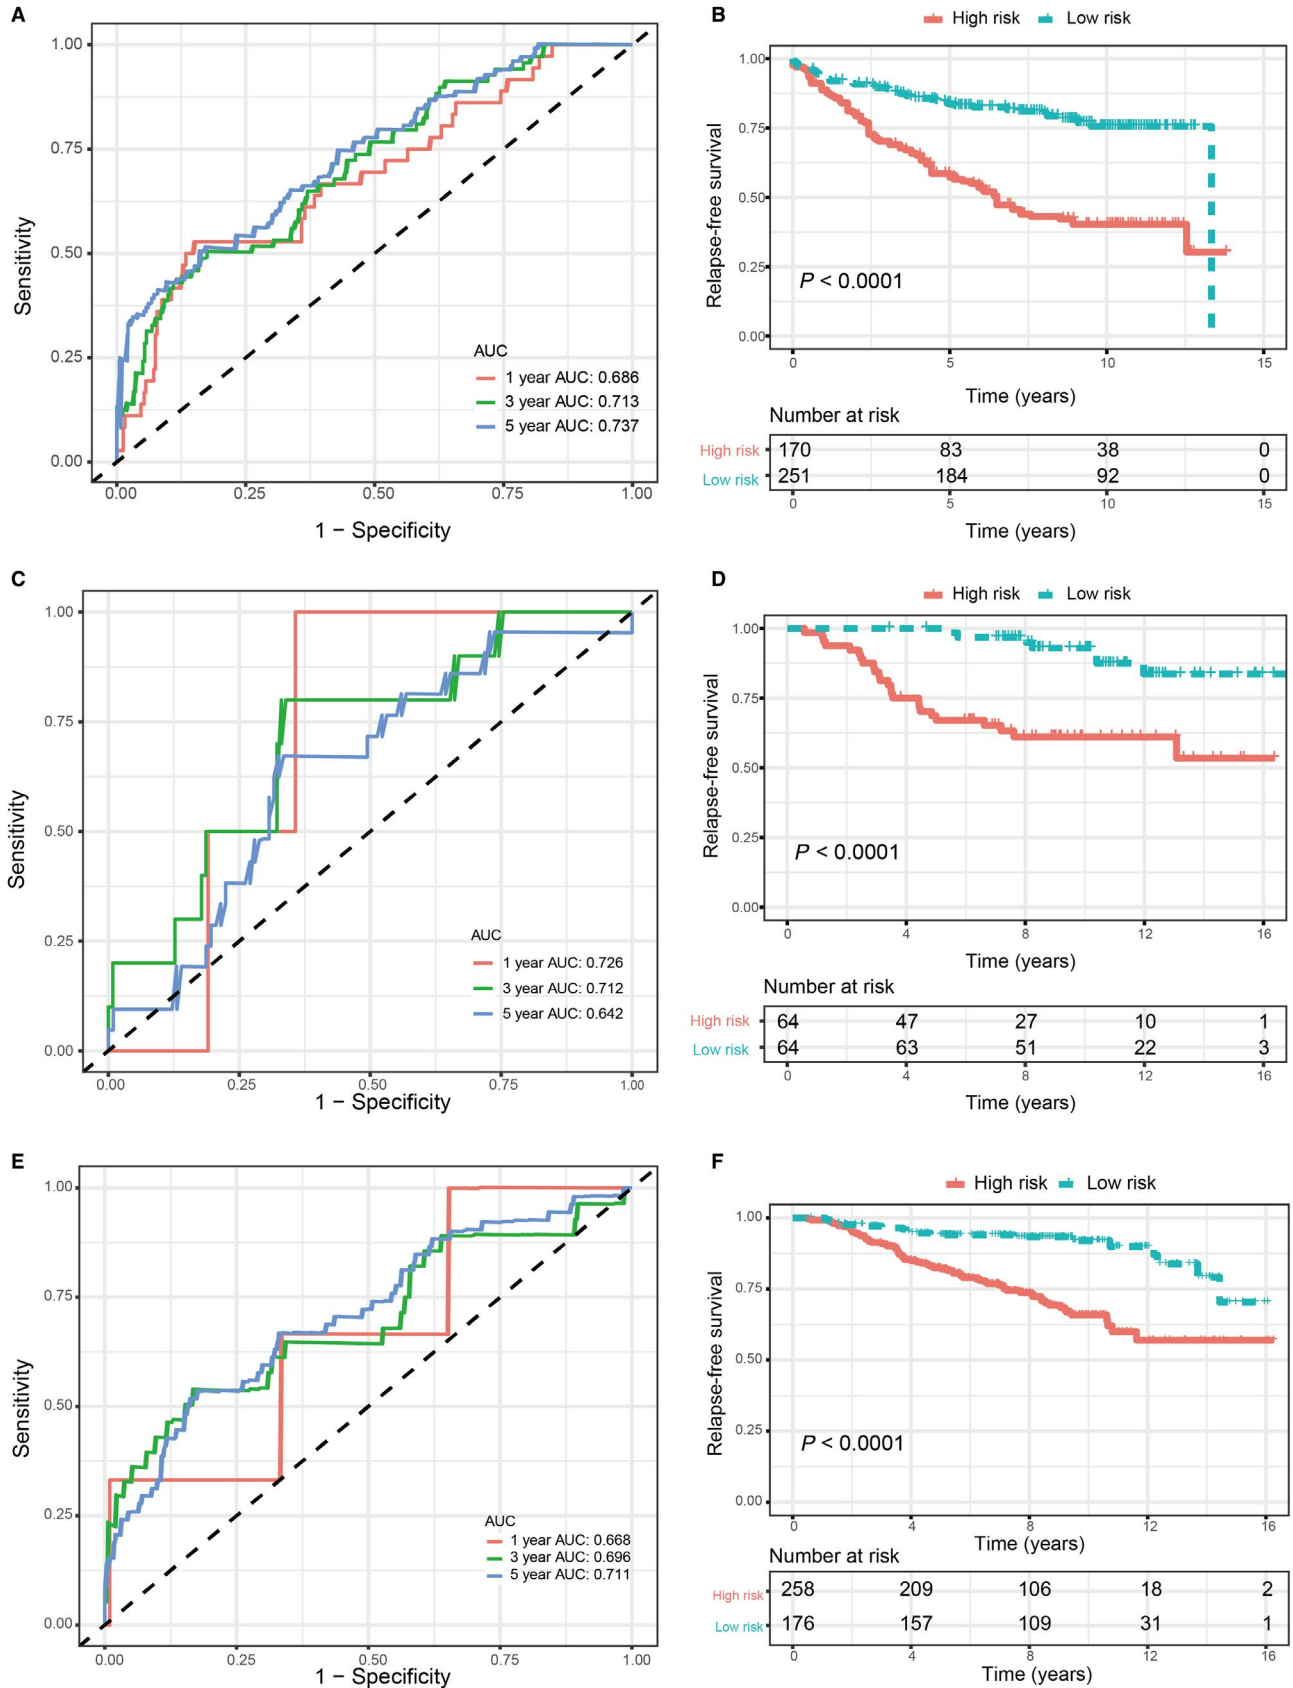 A
1.00
0.75
0.50
0.25
0.00
Sensitivity
AUC
1 year AUC: 0.686
3 year AUC: 0.713
5 year AUC: 0.737
0.00 0.25 0.50 0.75 1.00
1 − Specificity
B
High risk Low risk
1.00
0.75
0.50
0.25
0.00
Relapse-free survival
P < 0.0001
0 5 10 15
Time (years)
Number at risk
High risk 170 83 38 0
Low risk 251 184 92 0
0 5 10 15
Time (years)
C
1.00
0.75
0.50
0.25
0.00
Sensitivity
AUC
1 year AUC: 0.726
3 year AUC: 0.712
5 year AUC: 0.642
0.00 0.25 0.50 0.75 1.00
1 − Specificity
D
High risk Low risk
1.00
0.75
0.50
0.25
0.00
Relapse-free survival
P < 0.0001
0 4 8 12 16
Time (years)
Number at risk
High risk 64 47 27 10 1
Low risk 64 63 51 22 3
0 4 8 12 16
Time (years)
E
1.00
0.75
0.50
0.25
0.00
Sensitivity
AUC
1 year AUC: 0.668
3 year AUC: 0.696
5 year AUC: 0.711
0.00 0.25 0.50 0.75 1.00
1 − Specificity
F
High risk Low risk
1.00
0.75
0.50
0.25
0.00
Relapse-free survival
P < 0.0001
0 4 8 12 16
Time (years)
Number at risk
High risk 258 209 106 18 2
Low risk 176 157 109 31 1
0 4 8 12 16
Time (years)